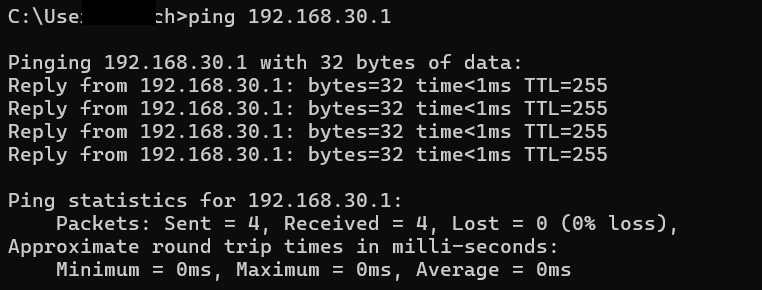 C:\Use ch>ping 192.168.30.1
Pinging 192.168.30.1 with 32 bytes of data:
Reply from 192.168.30.1: bytes=32 time<1ms TTL=255
Reply from 192.168.30.1: bytes=32 time<1ms TTL=255
Reply from 192.168.30.1: bytes=32 time<1ms TTL=255
Reply from 192.168.30.1: bytes=32 time<1ms TTL=255
Ping statistics for 192.168.30.1:
Packets: Sent = 4, Received = 4, Lost = 0 (0% loss),
Approximate round trip times in milli-seconds:
Minimum = 0ms, Maximum = 0ms, Average = 0ms